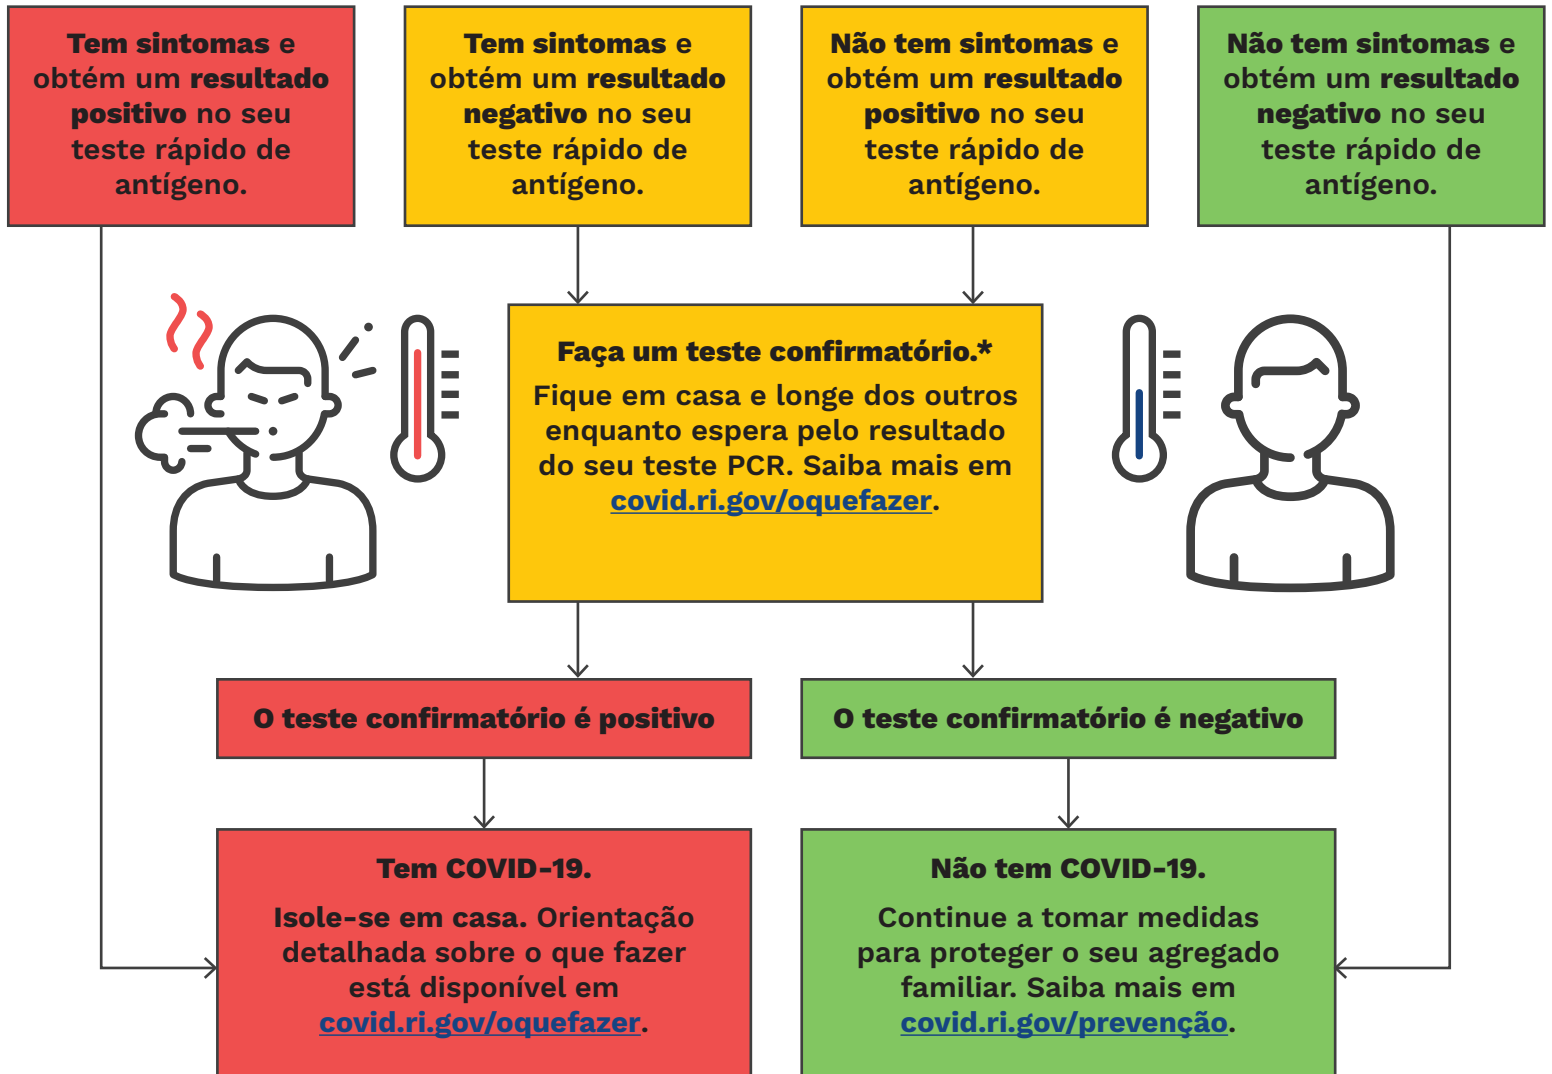 Tem sintomas e
obtém um resultado
positivo no seu
teste rápido de
antígeno.
Tem sintomas e
obtém um resultado
negativo no seu
teste rápido de
antígeno.
Não tem sintomas e
obtém um resultado
positivo no seu
teste rápido de
antígeno.
Não tem sintomas e
obtém um resultado
negativo no seu
teste rápido de
antígeno.
Faça um teste confirmatório.*
Fique em casa e longe dos outros
enquanto espera pelo resultado
do seu teste PCR. Saiba mais em
covid.ri.gov/oquefazer.
O teste confirmatório é positivo
O teste confirmatório é negativo
Tem COVID-19.
Isole-se em casa. Orientação
detalhada sobre o que fazer
está disponível em
covid.ri.gov/oquefazer.
Não tem COVID-19.
Continue a tomar medidas
para proteger o seu agregado
familiar. Saiba mais em
covid.ri.gov/prevenção.